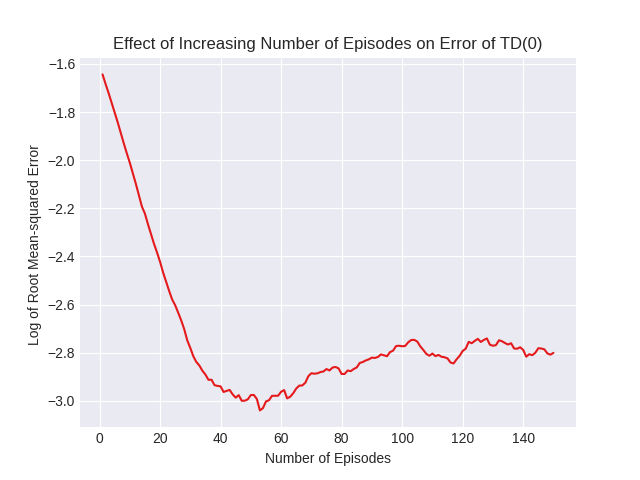 Effect of Increasing Number of Episodes on Error of TD(0)
Log of Root Mean-squared Error
−1.6
−1.8
−2.0
−2.2
−2.4
−2.6
−2.8
−3.0
0 20 40 60 80 100 120 140
Number of Episodes